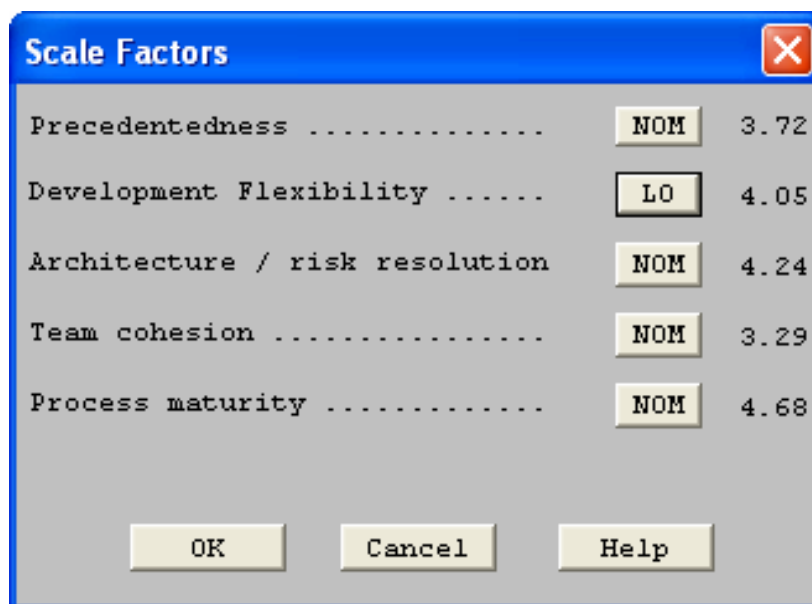 Scale Factors
Precedentedness .............. NOM 3.72
Development Flexibility ...... LO 4.05
Architecture / risk resolution NOM 4.24
Team cohesion ................ NOM 3.29
Process maturity ............. NOM 4.68
OK Cancel Help